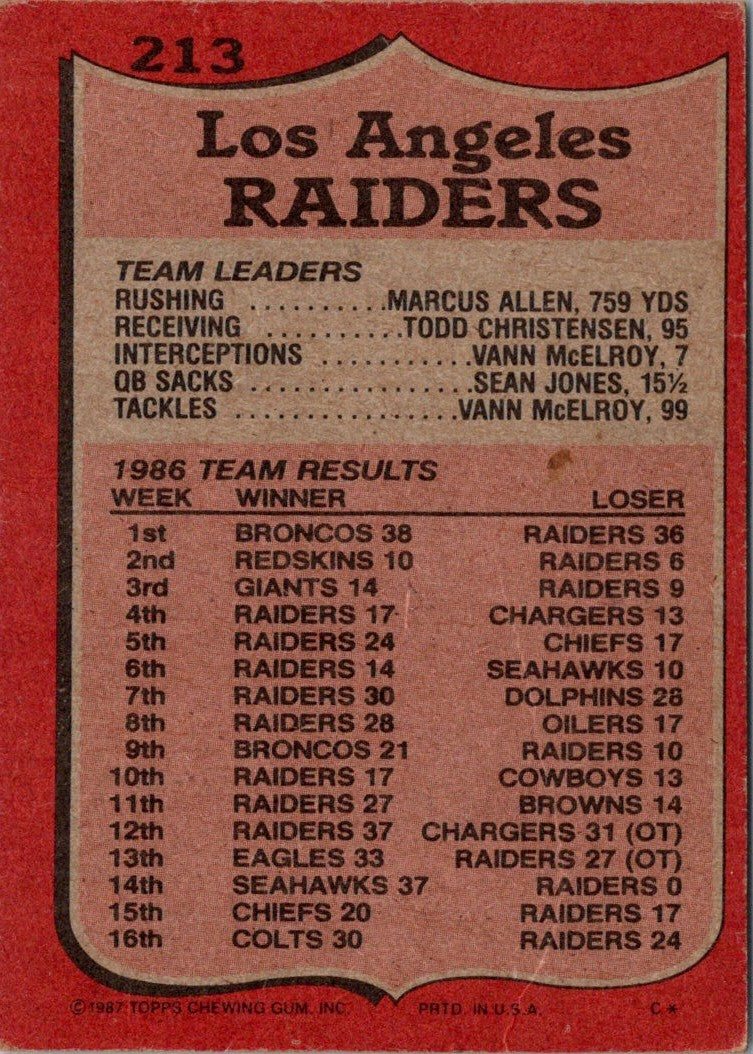 213
Los Angeles
RAIDERS
TEAM LEADERS
RUSHING ..........MARCUS ALLEN, 759 YDS
RECEIVING ..........TODD CHRISTENSEN, 95
INTERCEPTIONS ...........VANN McELROY, 7
QB SACKS ................SEAN JONES, 15½
TACKLES ................VANN McELROY, 99
1986 TEAM RESULTS
WEEK WINNER LOSER
1st BRONCOS 38 RAIDERS 36
2nd REDSKINS 10 RAIDERS 6
3rd GIANTS 14 RAIDERS 9
4th RAIDERS 17 CHARGERS 13
5th RAIDERS 24 CHIEFS 17
6th RAIDERS 14 SEAHAWKS 10
7th RAIDERS 30 DOLPHINS 28
8th RAIDERS 28 OILERS 17
9th BRONCOS 21 RAIDERS 10
10th RAIDERS 17 COWBOYS 13
11th RAIDERS 27 BROWNS 14
12th RAIDERS 37 CHARGERS 31 (OT)
13th EAGLES 33 RAIDERS 27 (OT)
14th SEAHAWKS 37 RAIDERS 0
15th CHIEFS 20 RAIDERS 17
16th COLTS 30 RAIDERS 24
© 1987 TOPPS CHEWING GUM, INC. PRTD. IN U.S.A. C*